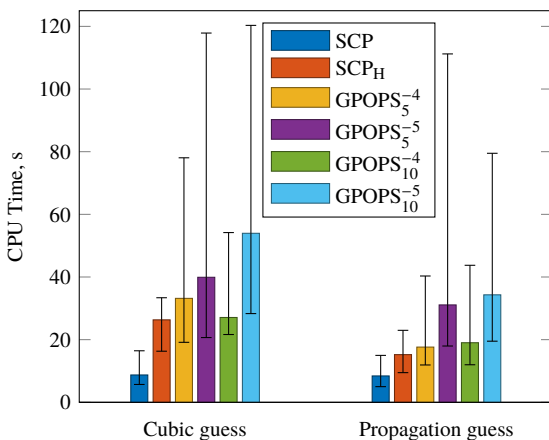 120
100
80
60
40
20
0
CPU Time, s
SCP
SCP_H
GPOPS_5^−4
GPOPS_5^−5
GPOPS_10^−4
GPOPS_10^−5
Cubic guess
Propagation guess